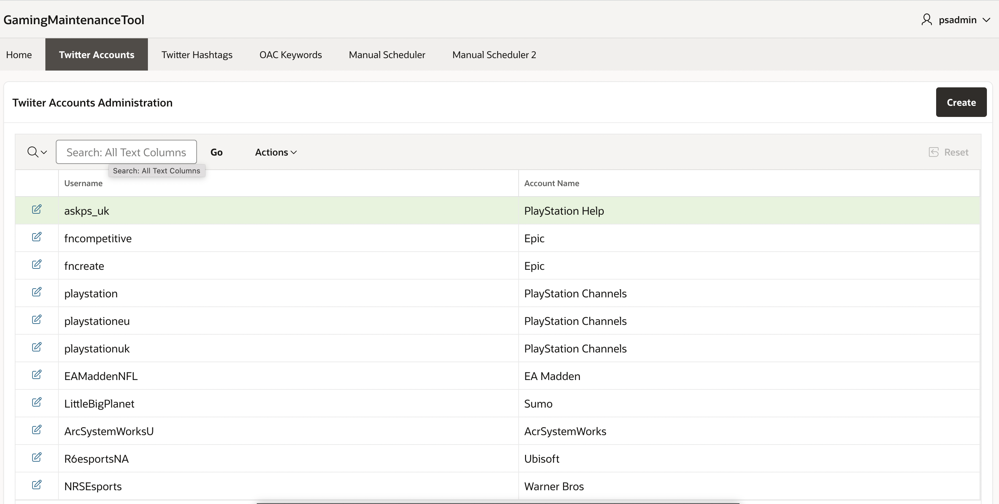 GamingMaintenanceTool
psadmin
Home Twitter Accounts Twitter Hashtags OAC Keywords Manual Scheduler Manual Scheduler 2
Twiiter Accounts Administration
Create
Search: All Text Columns Go Actions Reset
Search: All Text Columns
Username Account Name
askps_uk PlayStation Help
fncompetitive Epic
fncreate Epic
playstation PlayStation Channels
playstationeu PlayStation Channels
playstationuk PlayStation Channels
EAMaddenNFL EA Madden
LittleBigPlanet Sumo
ArcSystemWorksU AcrSystemWorks
R6esportsNA Ubisoft
NRSEsports Warner Bros